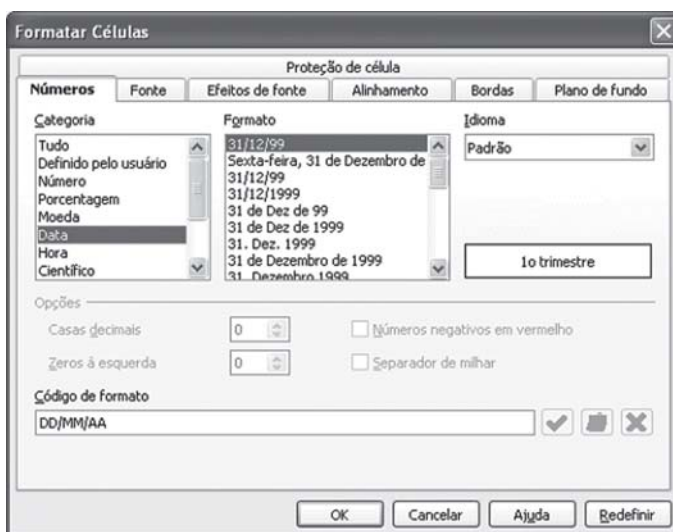 Formatar Células
Proteção de célula
Números
Fonte
Efeitos de fonte
Alinhamento
Bordas
Plano de fundo
Categoria
Tudo
Definido pelo usuário
Número
Porcentagem
Moeda
Data
Hora
Científico
Formato
31/12/99
Sexta-feira, 31 de Dezembro de
31/12/99
31/12/1999
31 de Dez de 99
31 de Dez de 1999
31. Dez. 1999
31 de Dezembro de 1999
31. Dezembro 1999
Idioma
Padrão
1o trimestre
Opções
Casas decimais
0
Números negativos em vermelho
Zeros à esquerda
0
Separador de milhar
Código de formato
DD/MM/AA
OK
Cancelar
Ajuda
Redefinir